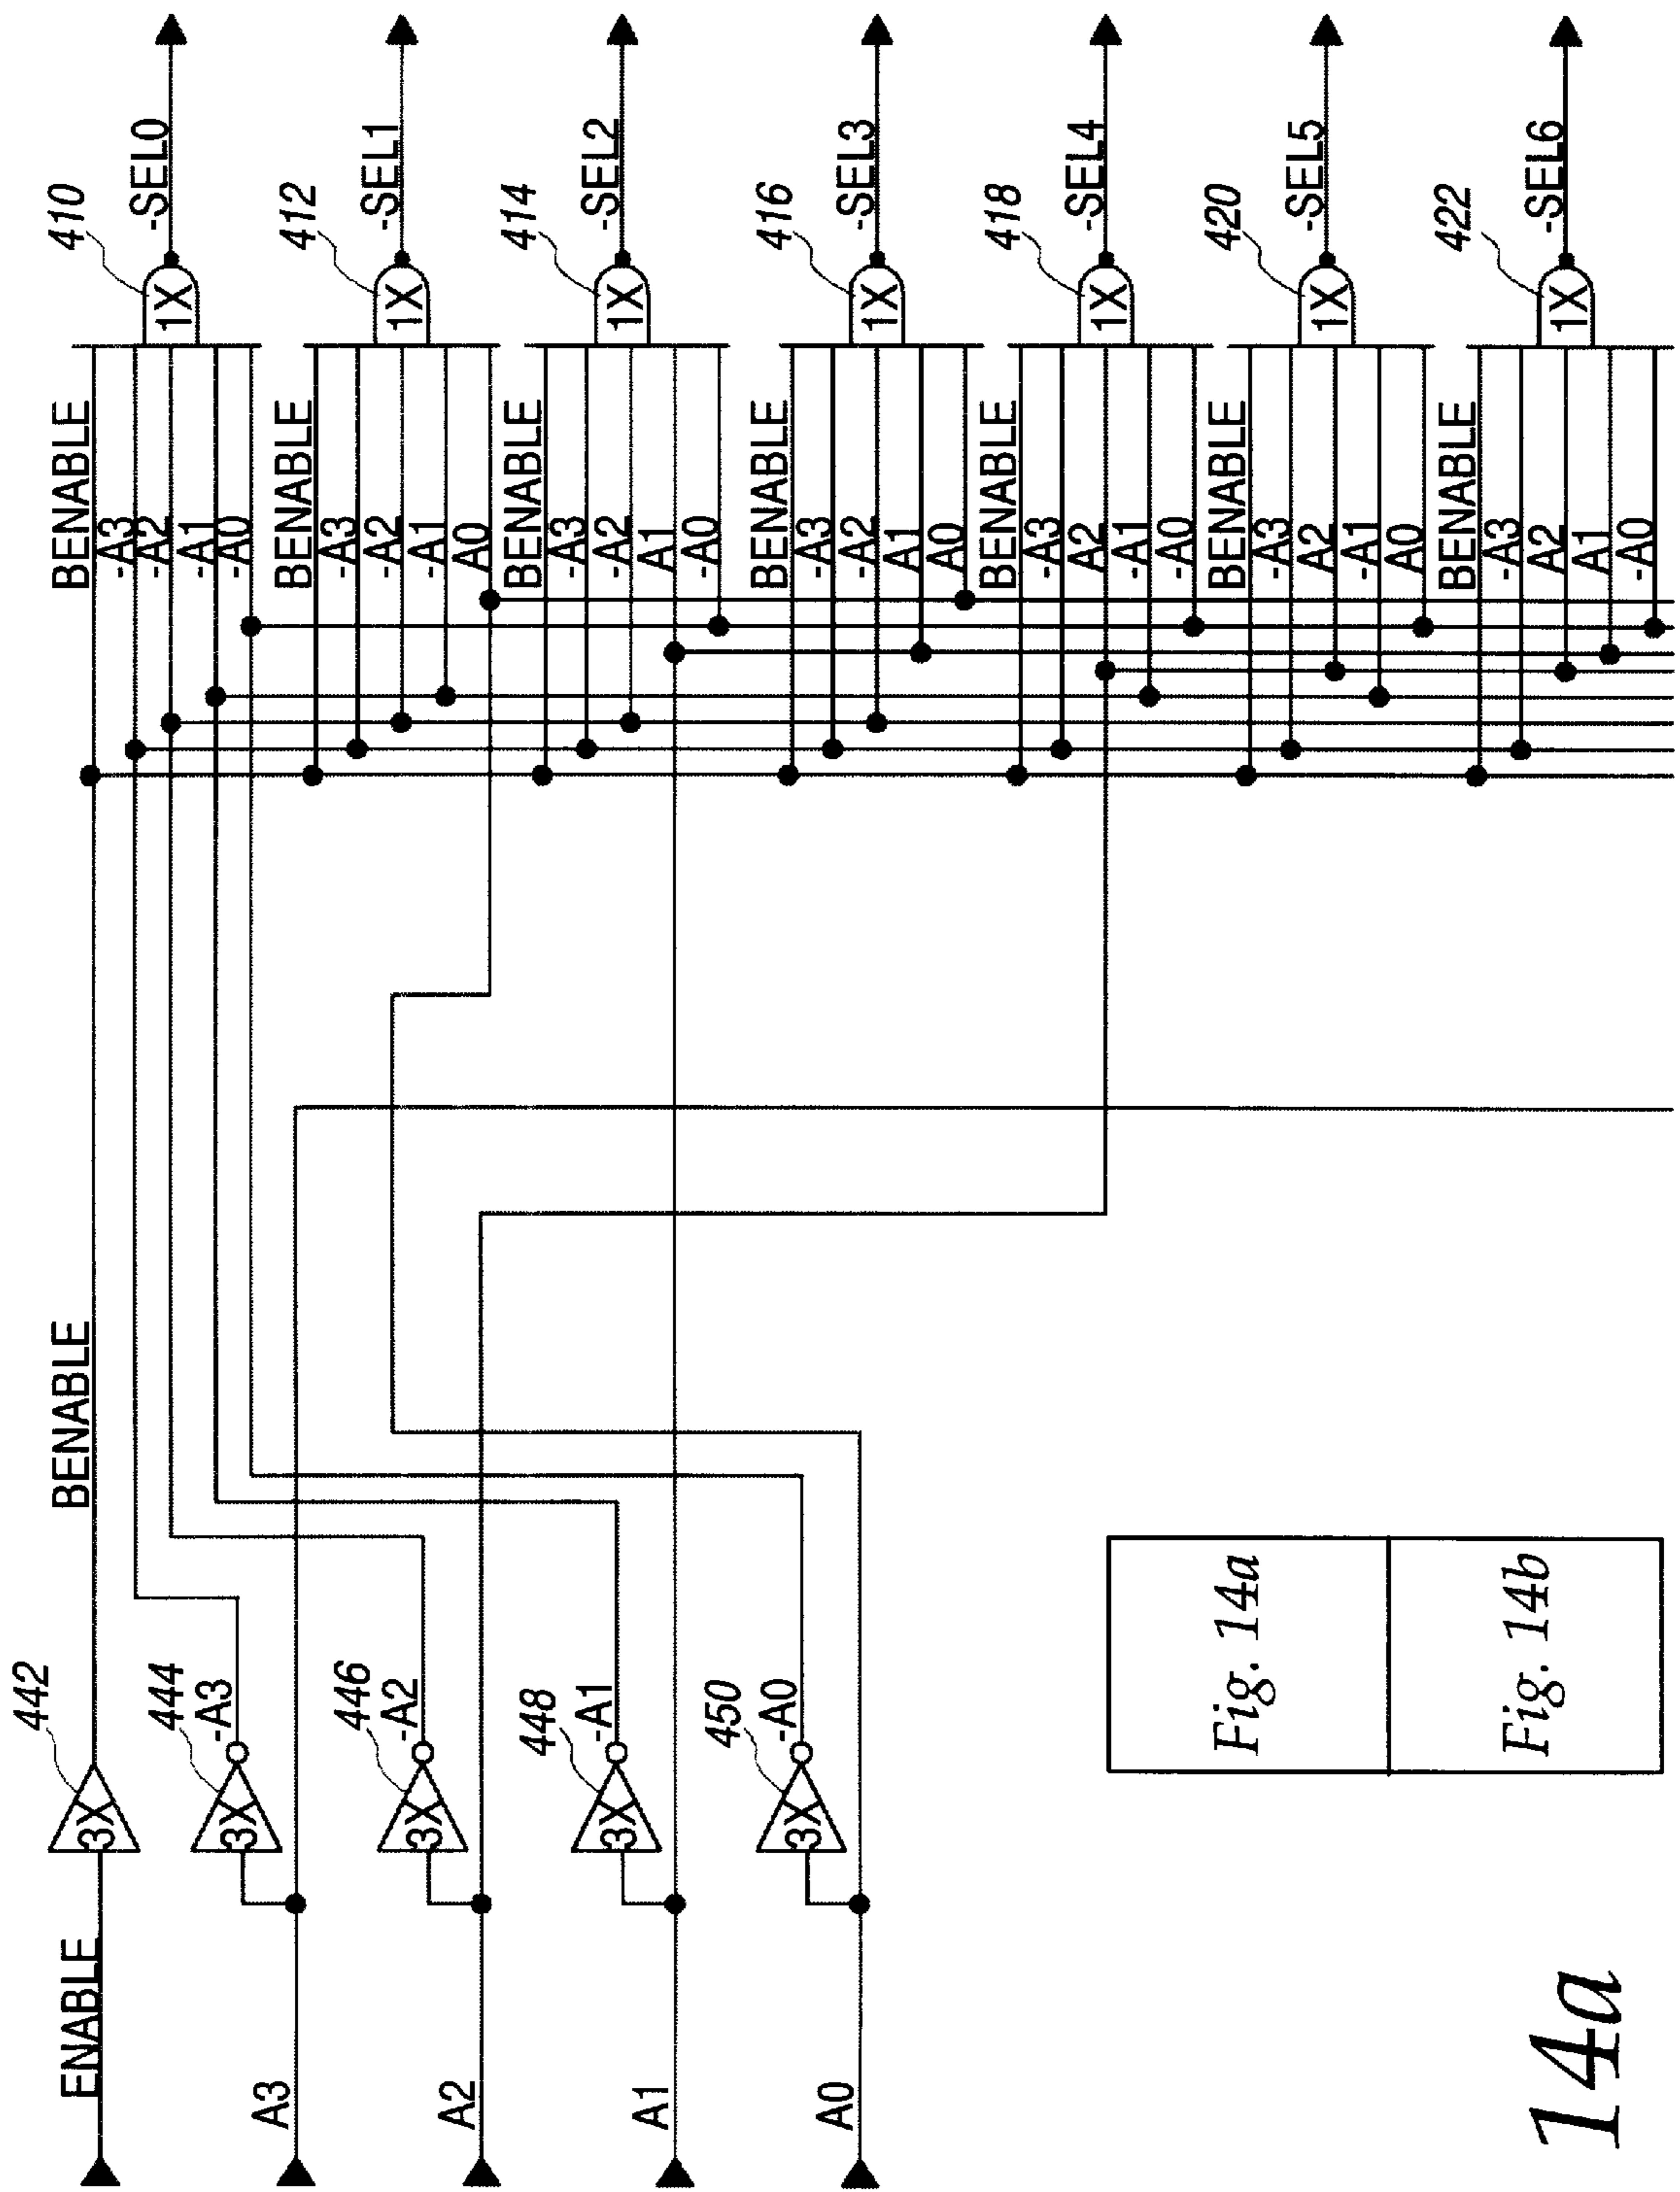 ENABLE
442
3X
BENABLE
A3
444
3X
-A3
A2
446
3X
-A2
A1
448
3X
-A1
A0
450
3X
-A0
BENABLE
-A3
-A2
-A1
-A0
410
1X
-SEL0
BENABLE
-A3
-A2
-A1
A0
412
1X
-SEL1
BENABLE
-A3
-A2
A1
-A0
414
1X
-SEL2
BENABLE
-A3
-A2
A1
A0
416
1X
-SEL3
BENABLE
-A3
A2
-A1
-A0
418
1X
-SEL4
BENABLE
-A3
A2
-A1
A0
420
1X
-SEL5
BENABLE
-A3
A2
A1
-A0
422
1X
-SEL6
Fig. 14a
Fig. 14b
14a